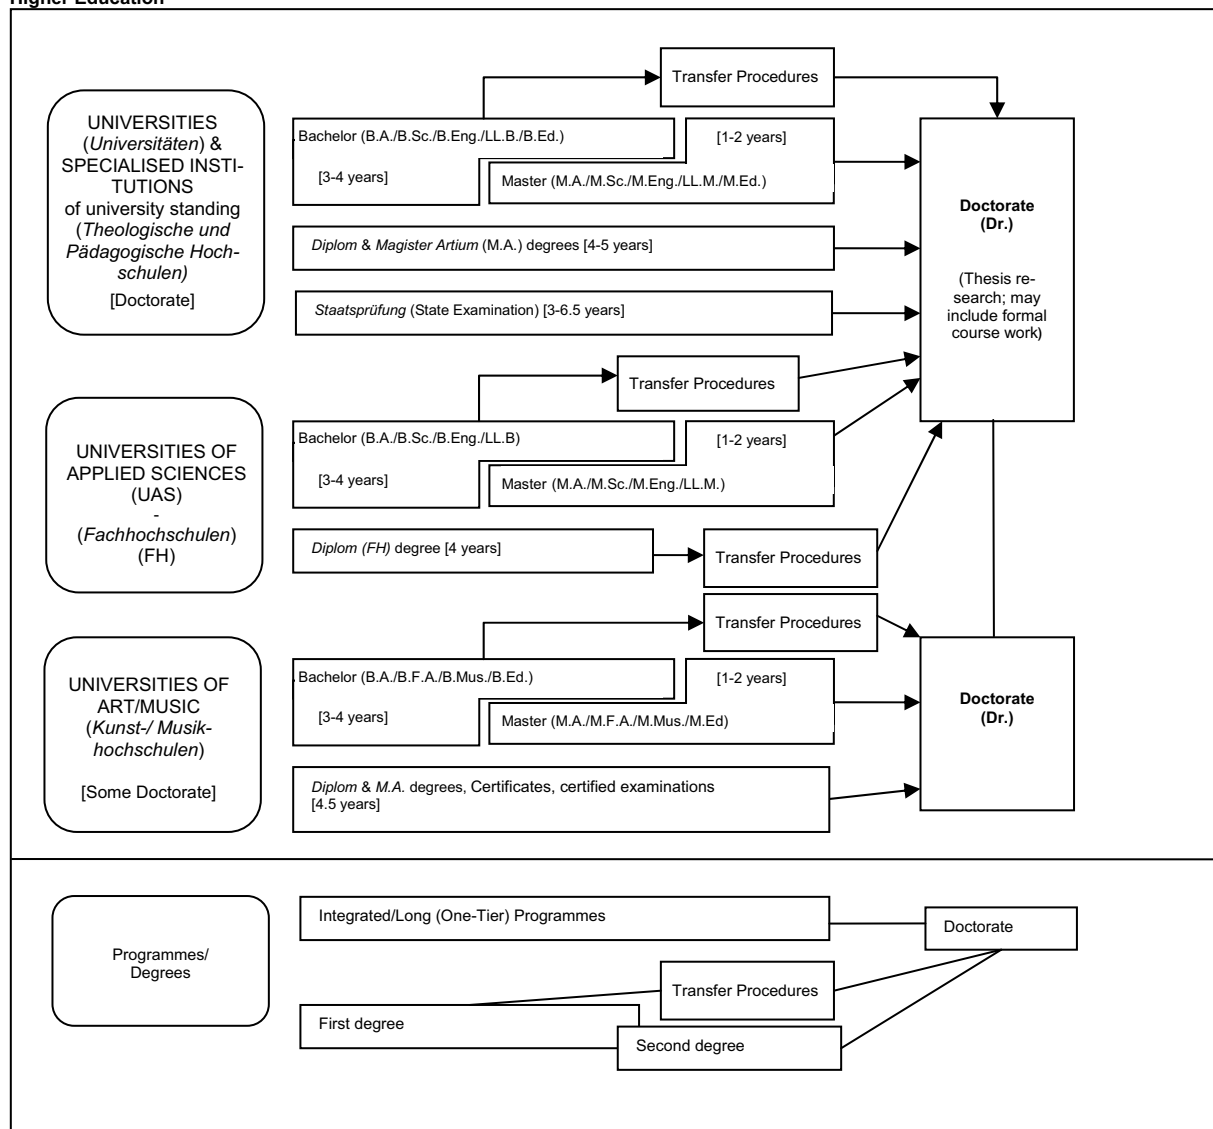 Higher Education
Transfer Procedures
UNIVERSITIES
(Universitäten) &
SPECIALISED INSTI-
TUTIONS
of university standing
(Theologische und
Pädagogische Hoch-
schulen)
[Doctorate]
Bachelor (B.A./B.Sc./B.Eng./LL.B./B.Ed.)
[1-2 years]
[3-4 years]
Master (M.A./M.Sc./M.Eng./LL.M./M.Ed.)
Diplom & Magister Artium (M.A.) degrees [4-5 years]
Staatsprüfung (State Examination) [3-6.5 years]
Doctorate
(Dr.)
(Thesis re-
search; may
include formal
course work)
Transfer Procedures
UNIVERSITIES OF
APPLIED SCIENCES
(UAS)
-
(Fachhochschulen)
(FH)
Bachelor (B.A./B.Sc./B.Eng./LL.B)
[1-2 years]
[3-4 years]
Master (M.A./M.Sc./M.Eng./LL.M.)
Diplom (FH) degree [4 years]
Transfer Procedures
Transfer Procedures
UNIVERSITIES OF
ART/MUSIC
(Kunst-/ Musik-
hochschulen)
[Some Doctorate]
Bachelor (B.A./B.F.A./B.Mus./B.Ed.)
[1-2 years]
[3-4 years]
Master (M.A./M.F.A./M.Mus./M.Ed)
Diplom & M.A. degrees, Certificates, certified examinations
[4.5 years]
Doctorate
(Dr.)
Programmes/
Degrees
Integrated/Long (One-Tier) Programmes
Doctorate
Transfer Procedures
First degree
Second degree